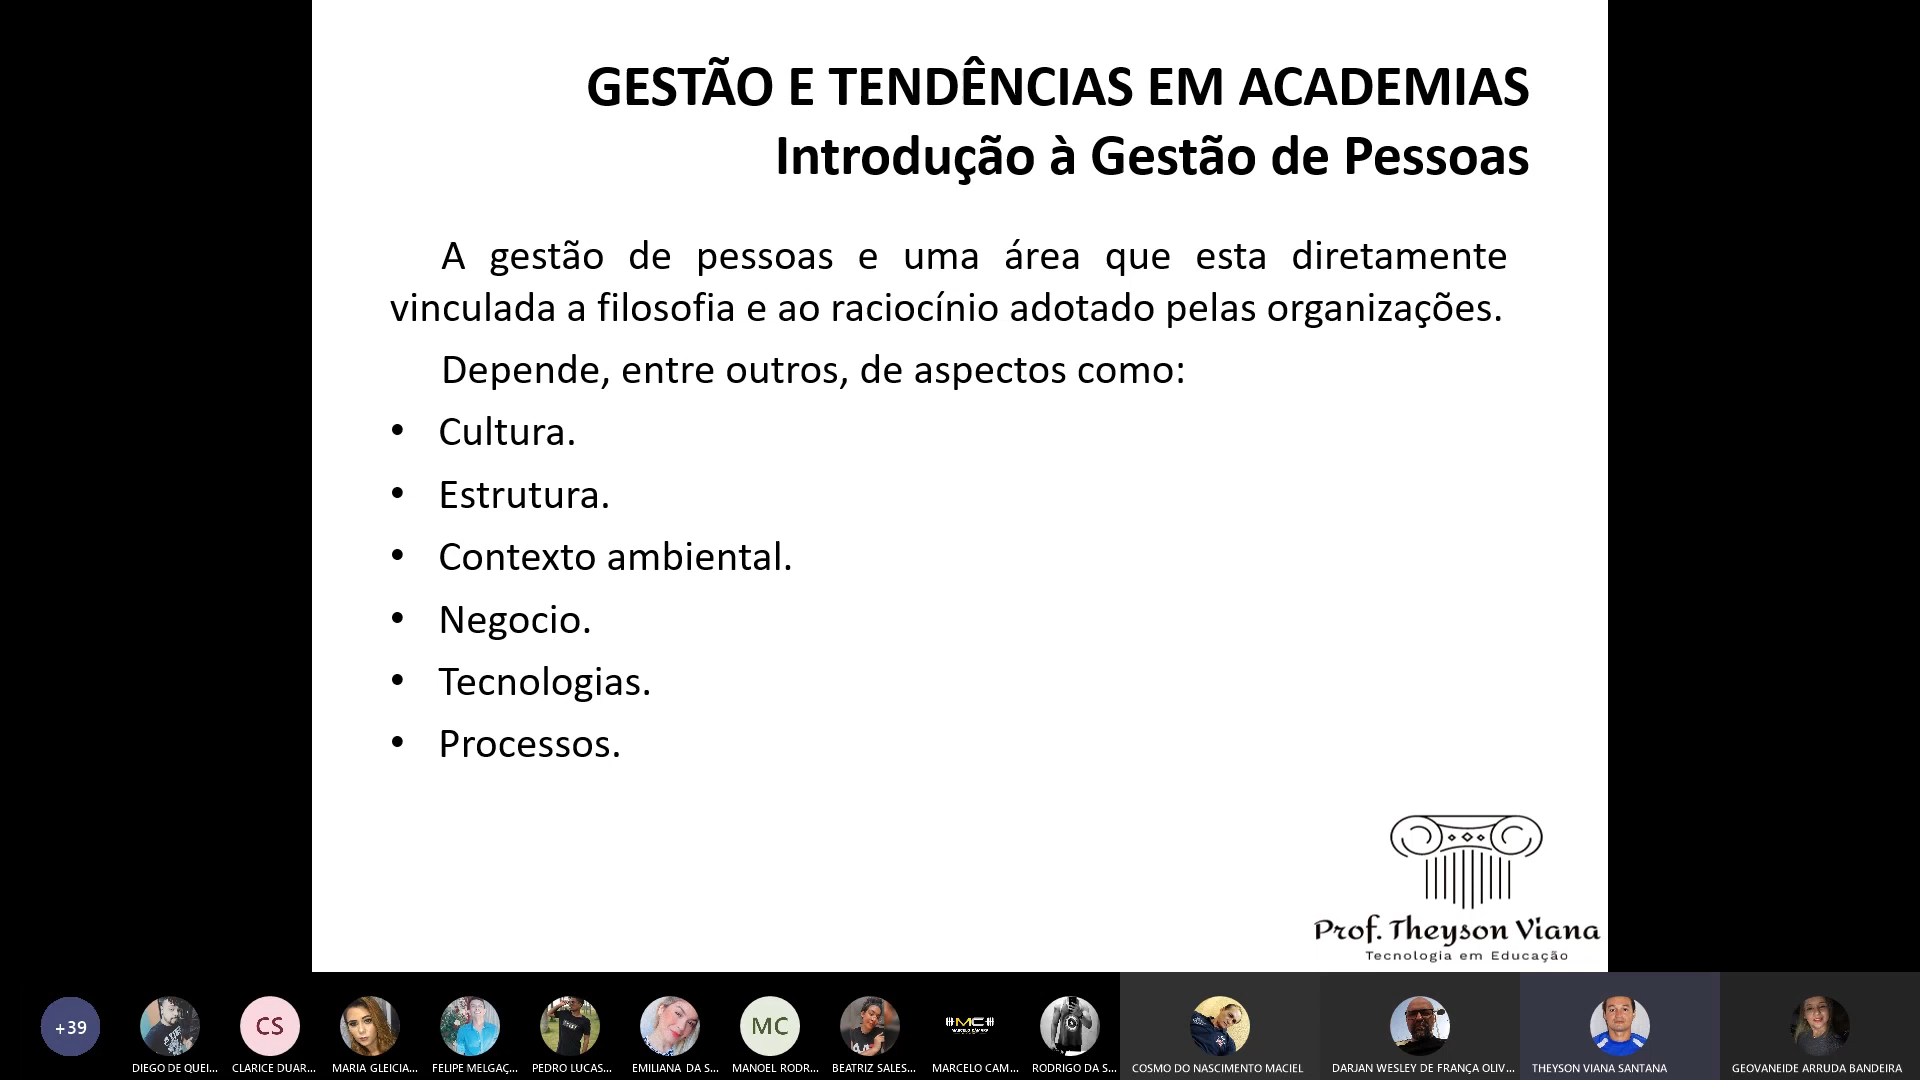 GESTÃO E TENDÊNCIAS EM ACADEMIAS
Introdução à Gestão de Pessoas
A gestão de pessoas e uma área que esta diretamente
vinculada a filosofia e ao raciocínio adotado pelas organizações.
Depende, entre outros, de aspectos como:
• Cultura.
• Estrutura.
• Contexto ambiental.
• Negocio.
• Tecnologias.
• Processos.
Prof. Theyson Viana
Tecnologia em Educação
+39
CS
MC
MC
DIEGO DE QUEI...
CLARICE DUAR...
MARIA GLEICIA...
FELIPE MELGAÇ...
PEDRO LUCAS...
EMILIANA DA S...
MANOEL RODR...
BEATRIZ SALES...
MARCELO CAM...
RODRIGO DA S...
COSMO DO NASCIMENTO MACIEL
DARJAN WESLEY DE FRANÇA OLIV...
THEYSON VIANA SANTANA
GEOVANEIDE ARRUDA BANDEIRA